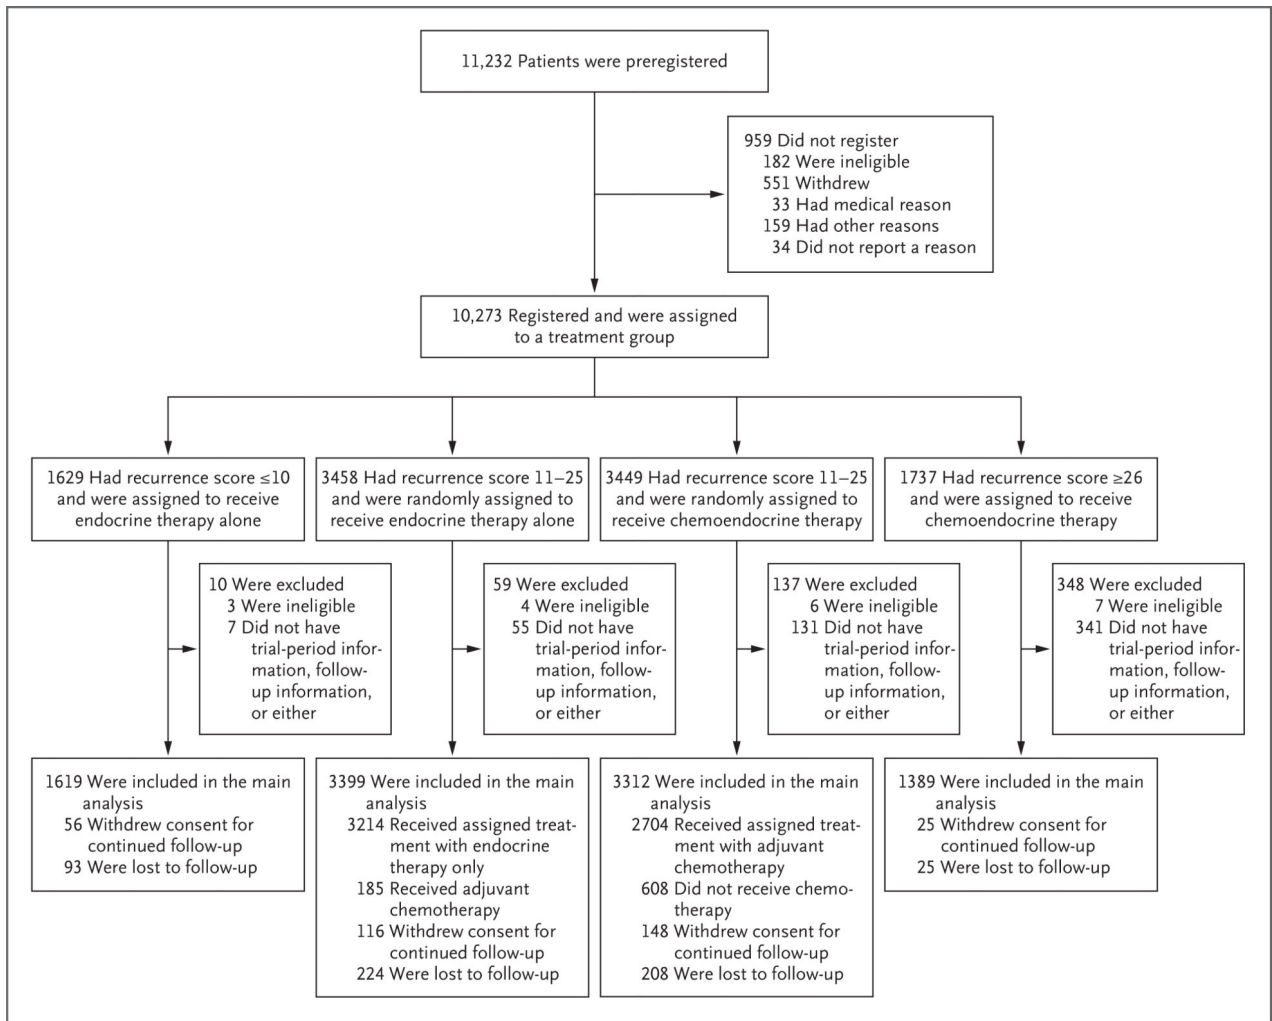 11,232 Patients were preregistered
959 Did not register
182 Were ineligible
551 Withdrew
33 Had medical reason
159 Had other reasons
34 Did not report a reason
10,273 Registered and were assigned
to a treatment group
1629 Had recurrence score ≤10
and were assigned to receive
endocrine therapy alone
3458 Had recurrence score 11–25
and were randomly assigned to
receive endocrine therapy alone
3449 Had recurrence score 11–25
and were randomly assigned to
receive chemoendocrine therapy
1737 Had recurrence score ≥26
and were assigned to receive
chemoendocrine therapy
10 Were excluded
3 Were ineligible
7 Did not have
trial-period infor-
mation, follow-
up information,
or either
59 Were excluded
4 Were ineligible
55 Did not have
trial-period infor-
mation, follow-
up information,
or either
137 Were excluded
6 Were ineligible
131 Did not have
trial-period infor-
mation, follow-
up information,
or either
348 Were excluded
7 Were ineligible
341 Did not have
trial-period infor-
mation, follow-
up information,
or either
1619 Were included in the main
analysis
56 Withdrew consent for
continued follow-up
93 Were lost to follow-up
3399 Were included in the main
analysis
3214 Received assigned treat-
ment with endocrine
therapy only
185 Received adjuvant
chemotherapy
116 Withdrew consent for
continued follow-up
224 Were lost to follow-up
3312 Were included in the main
analysis
2704 Received assigned treat-
ment with adjuvant
chemotherapy
608 Did not receive chemo-
therapy
148 Withdrew consent for
continued follow-up
208 Were lost to follow-up
1389 Were included in the main
analysis
25 Withdrew consent for
continued follow-up
25 Were lost to follow-up